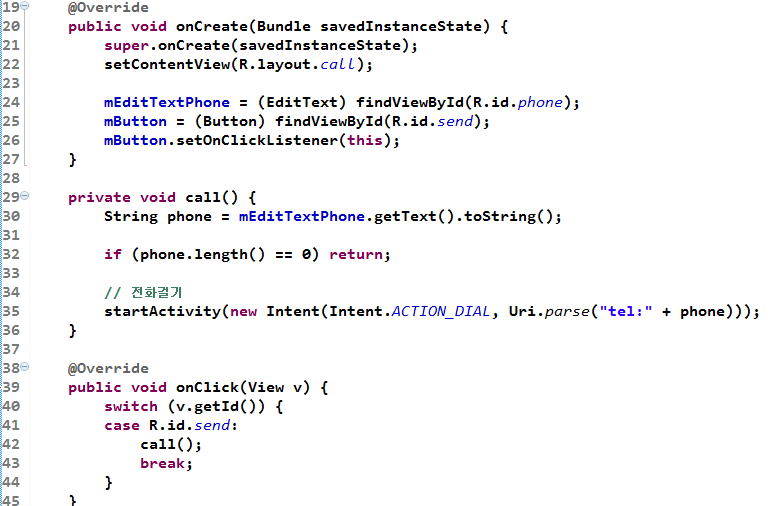 19 @Override
20 public void onCreate(Bundle savedInstanceState) {
21 super.onCreate(savedInstanceState);
22 setContentView(R.layout.call);
23
24 mEditTextPhone = (EditText) findViewById(R.id.phone);
25 mButton = (Button) findViewById(R.id.send);
26 mButton.setOnClickListener(this);
27 }
28
29 private void call() {
30 String phone = mEditTextPhone.getText().toString();
31
32 if (phone.length() == 0) return;
33
34 // 전화걸기
35 startActivity(new Intent(Intent.ACTION_DIAL, Uri.parse("tel:" + phone)));
36 }
37
38 @Override
39 public void onClick(View v) {
40 switch (v.getId()) {
41 case R.id.send:
42 call();
43 break;
44 }
45 }